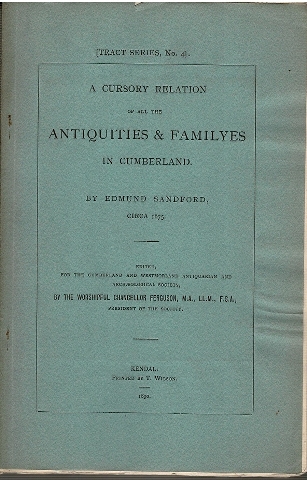 [TRACT SERIES, No. 4].
A CURSORY RELATION
OF ALL THE
ANTIQUITIES & FAMILYES
IN CUMBERLAND.
BY EDMUND SANDFORD,
CIRCA 1675.
EDITED,
FOR THE CUMBERLAND AND WESTMORLAND ANTIQUARIAN AND
ARCHÆOLOGICAL SOCIETY,
BY THE WORSHIPFUL CHANCELLOR FERGUSON, M.A., LL.M., F.S.A.,
PRESIDENT OF THE SOCIETY.
KENDAL:
PRINTED BY T. WILSON.
1890.